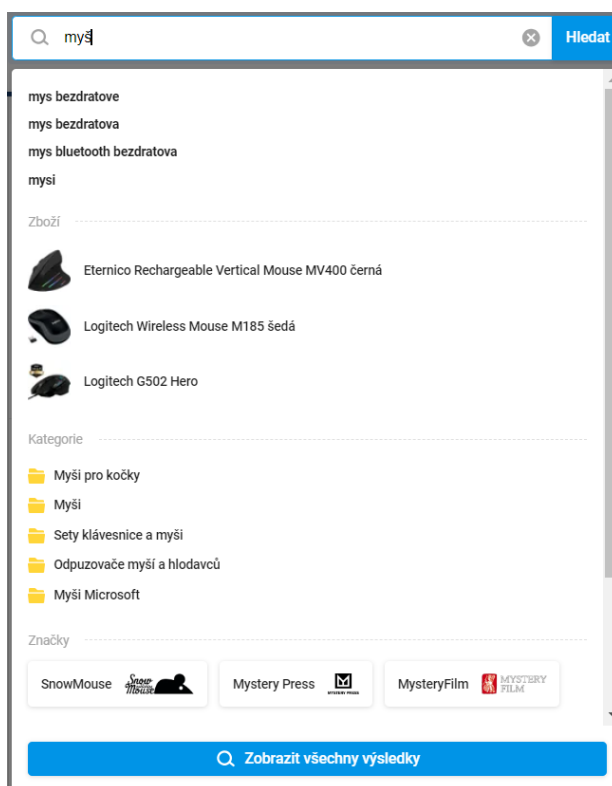 myš
Hledat
mys bezdratove
mys bezdratova
mys bluetooth bezdratova
mysi
Zboží
Eternico Rechargeable Vertical Mouse MV400 černá
Logitech Wireless Mouse M185 šedá
Logitech G502 Hero
Kategorie
Myši pro kočky
Myši
Sety klávesnice a myši
Odpuzovače myší a hlodavců
Myši Microsoft
Značky
SnowMouse Snow Mouse
Mystery Press MYSTERY PRESS
MysteryFilm MYSTERY FILM
Zobrazit všechny výsledky